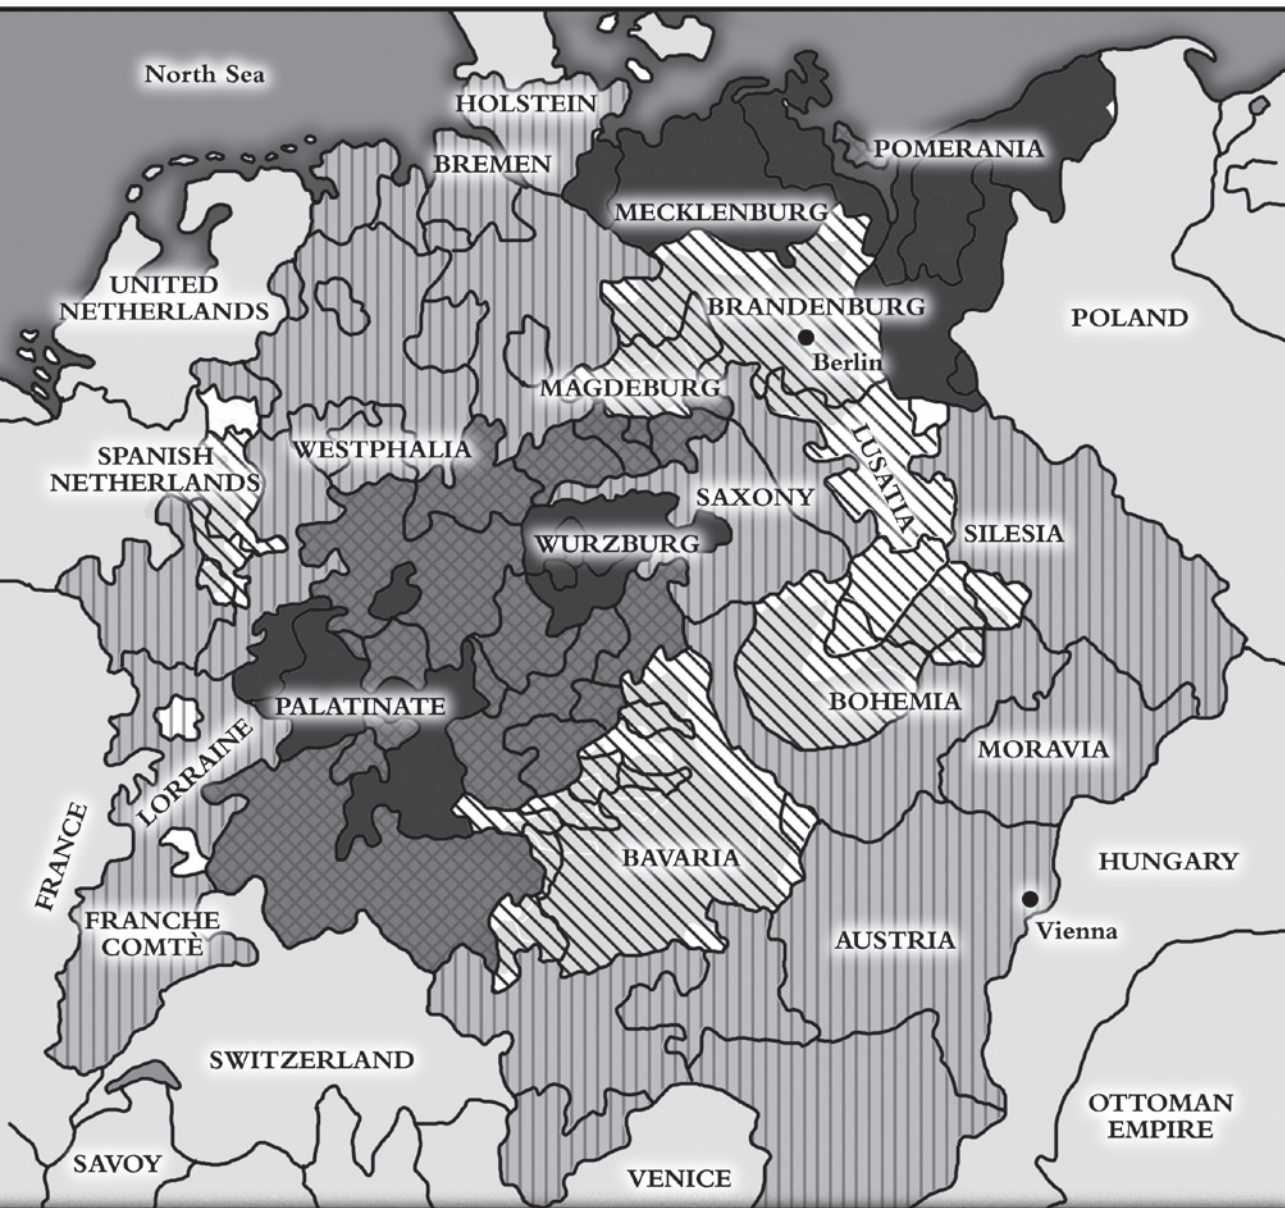 North Sea
HOLSTEIN
BREMEN
POMERANIA
MECKLENBURG
UNITED
NETHERLANDS
BRANDENBURG
POLAND
Berlin
MAGDEBURG
SPANISH
NETHERLANDS
WESTPHALIA
LUSATIA
SAXONY
WURZBURG
SILESIA
PALATINATE
BOHEMIA
MORAVIA
LORRAINE
FRANCE
BAVARIA
HUNGARY
FRANCHE
COMTÈ
AUSTRIA
Vienna
SWITZERLAND
OTTOMAN
EMPIRE
SAVOY
VENICE